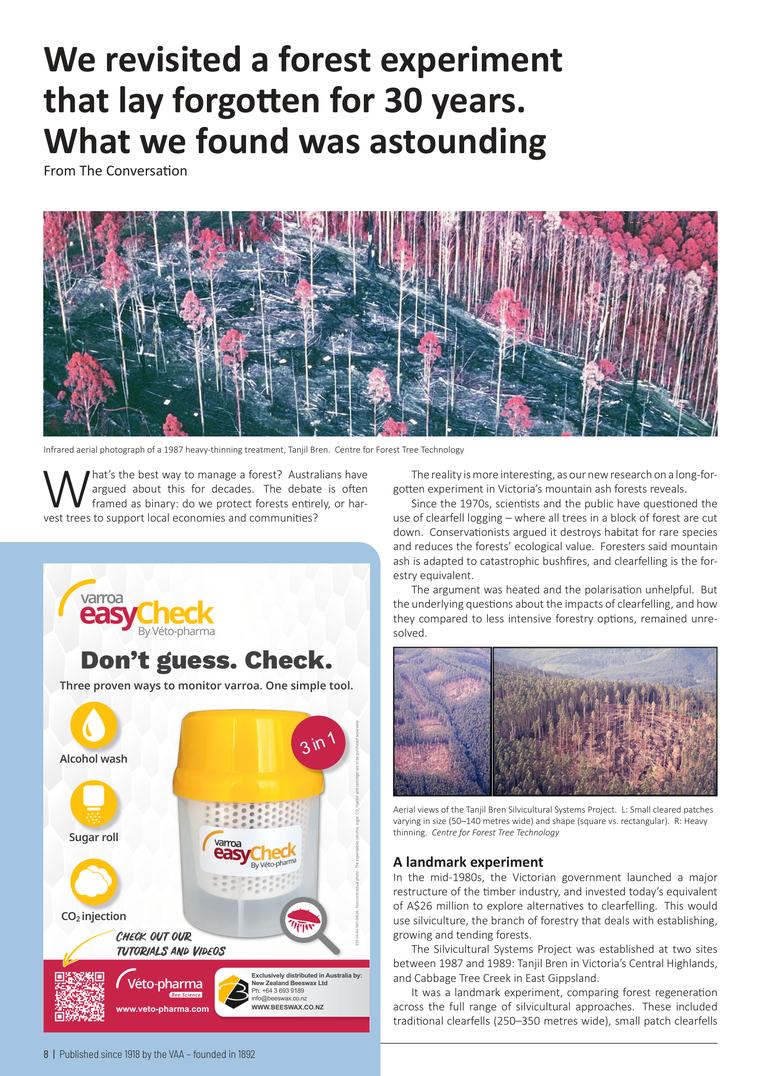 We revisited a forest experiment
that lay forgotten for 30 years.
What we found was astounding
From The Conversation
Infrared aerial photograph of a 1987 heavy-thinning treatment, Tanjil Bren.  Centre for Forest Tree Technology
What's the best way to manage a forest?  Australians have
argued about this for decades.  The debate is often
framed as binary: do we protect forests entirely, or har-
vest trees to support local economies and communities?
The reality is more interesting, as our new research on a long-for-
gotten experiment in Victoria's mountain ash forests reveals.
Since the 1970s, scientists and the public have questioned the
use of clearfell logging – where all trees in a block of forest are cut
down.  Conservationists argued it destroys habitat for rare species
and reduces the forests' ecological value.  Foresters said mountain
ash is adapted to catastrophic bushfires, and clearfelling is the for-
estry equivalent.
The argument was heated and the polarisation unhelpful.  But
the underlying questions about the impacts of clearfelling, and how
they compared to less intensive forestry options, remained unre-
solved.
Aerial views of the Tanjil Bren Silvicultural Systems Project.  L: Small cleared patches
varying in size (50–140 metres wide) and shape (square vs. rectangular).  R: Heavy
thinning.  Centre for Forest Tree Technology
A landmark experiment
In the mid-1980s, the Victorian government launched a major
restructure of the timber industry, and invested today's equivalent
of A$26 million to explore alternatives to clearfelling.  This would
use silviculture, the branch of forestry that deals with establishing,
growing and tending forests.
The Silvicultural Systems Project was established at two sites
between 1987 and 1989: Tanjil Bren in Victoria's Central Highlands,
and Cabbage Tree Creek in East Gippsland.
It was a landmark experiment, comparing forest regeneration
across the full range of silvicultural approaches.  These included
traditional clearfells (250–350 metres wide), small patch clearfells
varroa
easyCheck
By Véto-pharma
Don't guess. Check.
Three proven ways to monitor varroa. One simple tool.
3 in 1
Alcohol wash
Sugar roll
CO₂ injection
varroa
easyCheck
By Véto-pharma
CHECK OUT OUR
TUTORIALS AND VIDEOS
Véto-pharma
Bee Science
www.veto-pharma.com
Exclusively distributed in Australia by:
New Zealand Beeswax Ltd
Ph: +64 3 693 9189
info@beeswax.co.nz
WWW.BEESWAX.CO.NZ
8 | Published since 1918 by the VAA – founded in 1892